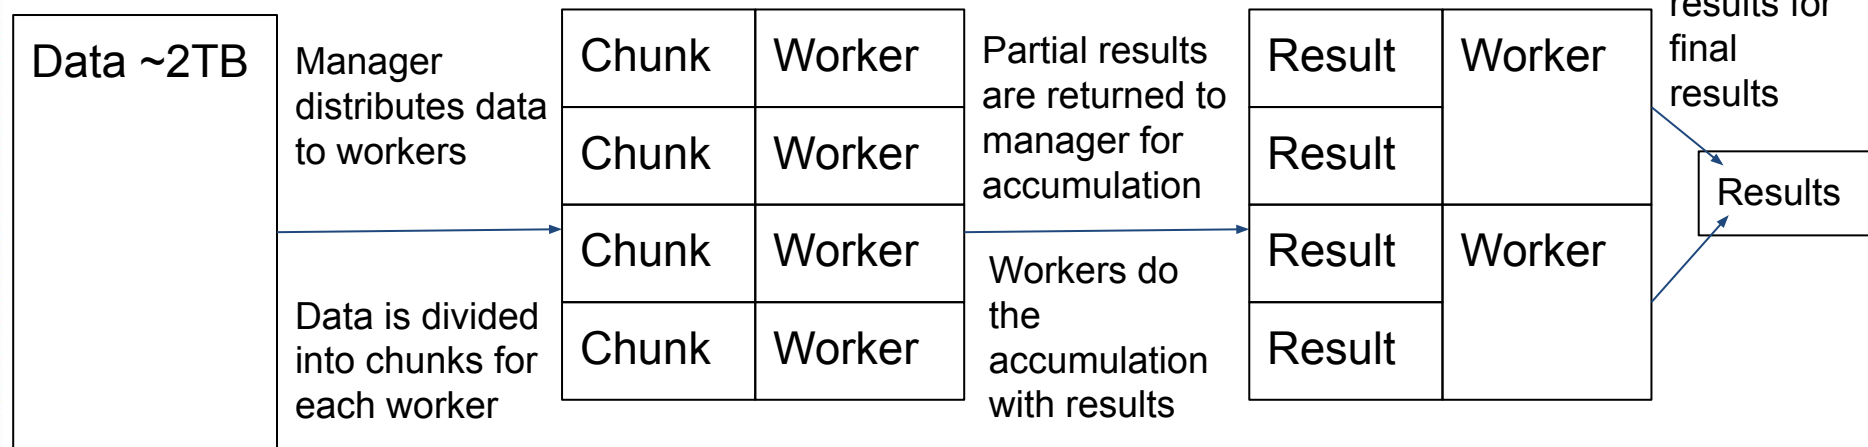 Data ~2TB
Manager
distributes data
to workers
Data is divided
into chunks for
each worker
Chunk Worker
Chunk Worker
Chunk Worker
Chunk Worker
Partial results
are returned to
manager for
accumulation
Workers do
the
accumulation
with results
Result Worker
Result
Result Worker
Result
results for
final
results
Results